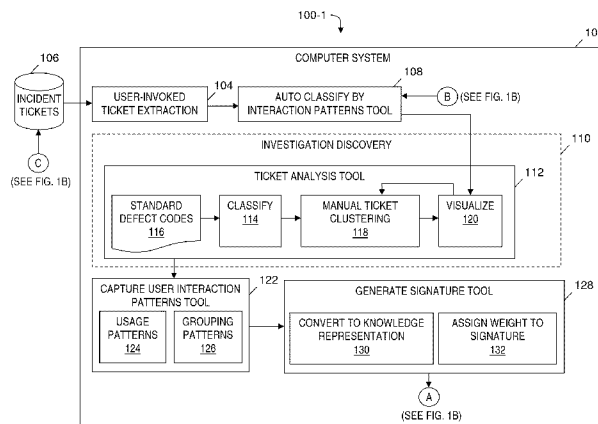 100-1
10
COMPUTER SYSTEM
106
INCIDENT
TICKETS
104
USER-INVOKED
TICKET EXTRACTION
108
AUTO CLASSIFY BY
INTERACTION PATTERNS TOOL
B
(SEE FIG. 1B)
C
(SEE FIG. 1B)
110
INVESTIGATION DISCOVERY
112
TICKET ANALYSIS TOOL
STANDARD
DEFECT CODES
116
CLASSIFY
114
MANUAL TICKET
CLUSTERING
118
VISUALIZE
120
122
CAPTURE USER INTERACTION
PATTERNS TOOL
USAGE
PATTERNS
124
GROUPING
PATTERNS
126
128
GENERATE SIGNATURE TOOL
CONVERT TO KNOWLEDGE
REPRESENTATION
130
ASSIGN WEIGHT TO
SIGNATURE
132
A
(SEE FIG. 1B)